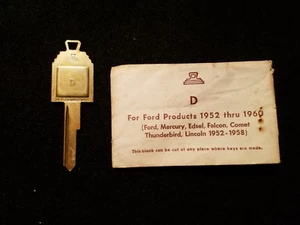 D
D
For Ford Products 1952 thru 1960
(Ford, Mercury, Edsel, Falcon, Comet
Thunderbird, Lincoln 1952-1958)
This blank can be cut at any place where keys are made.